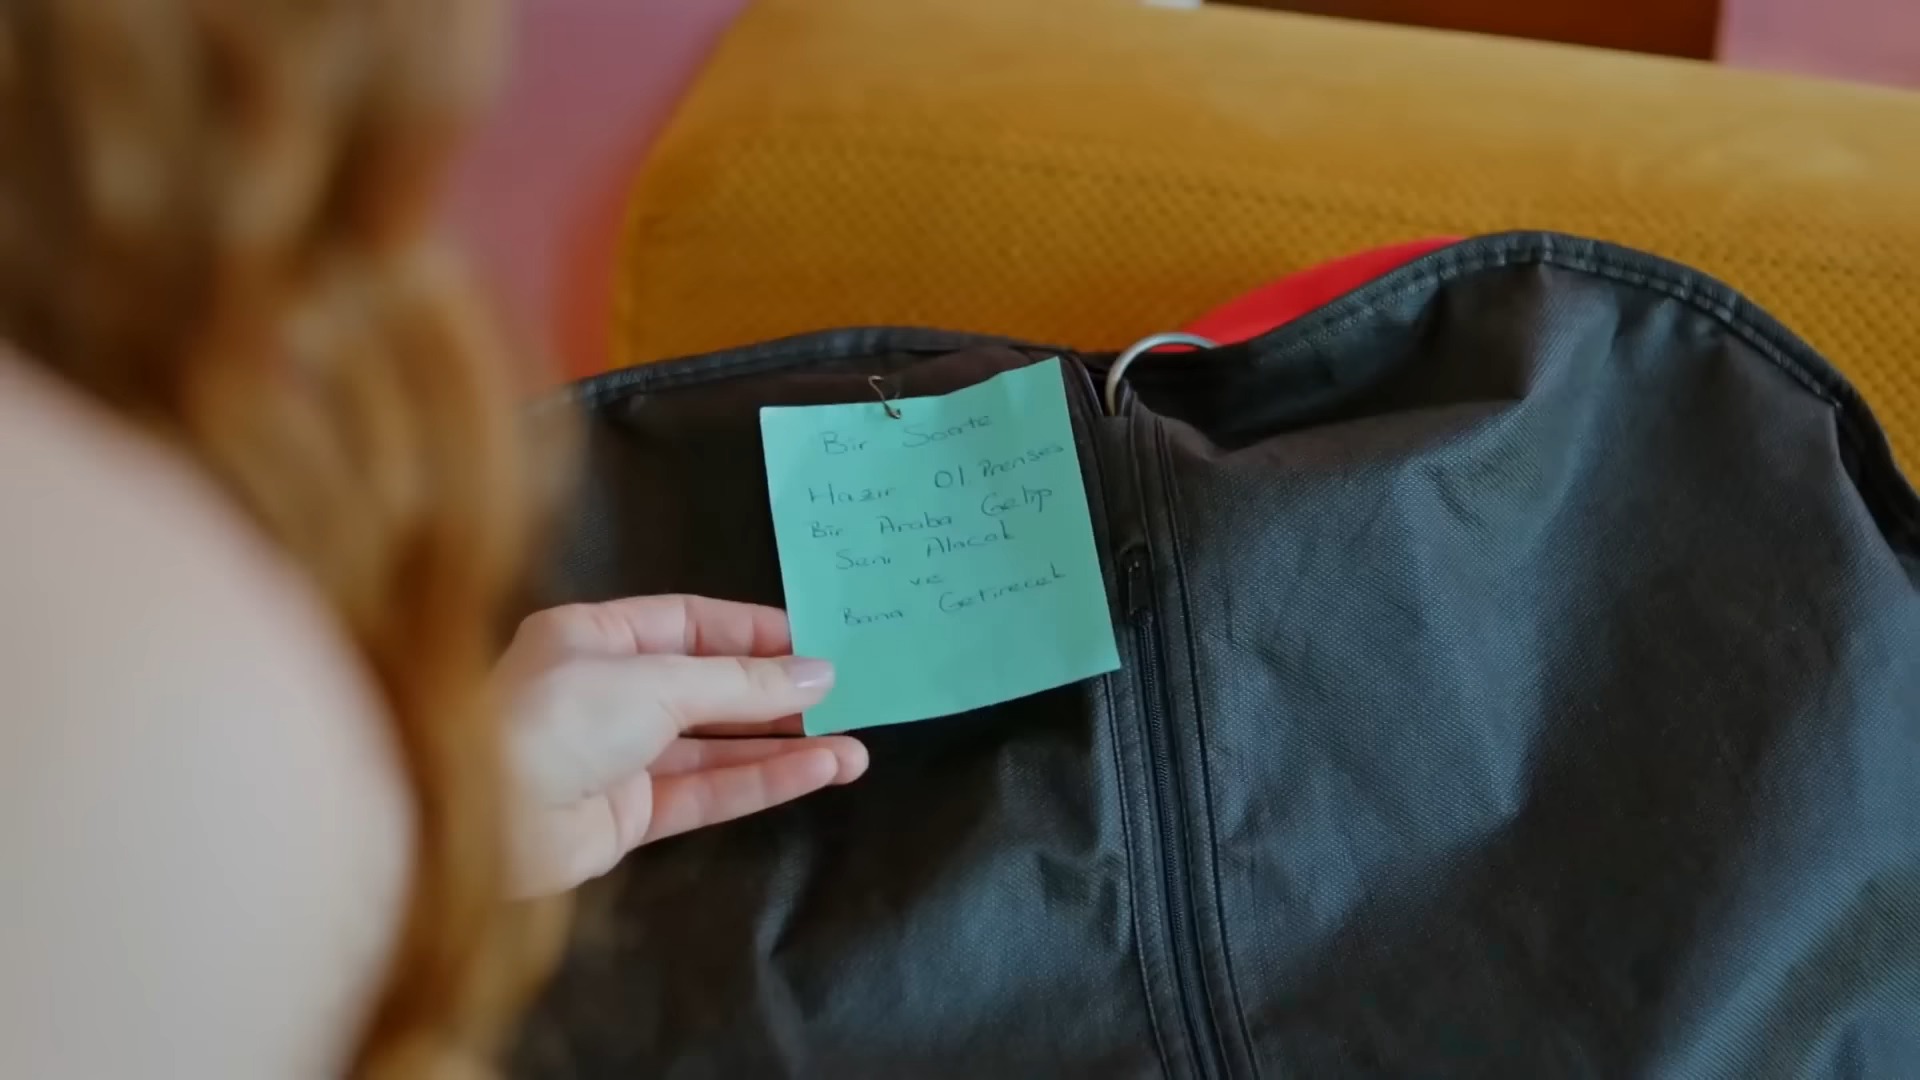 Bir Saate
Hazır Ol Prenses
Bir Araba Gelip
Seni Alacak
ve
Bana Getirecek